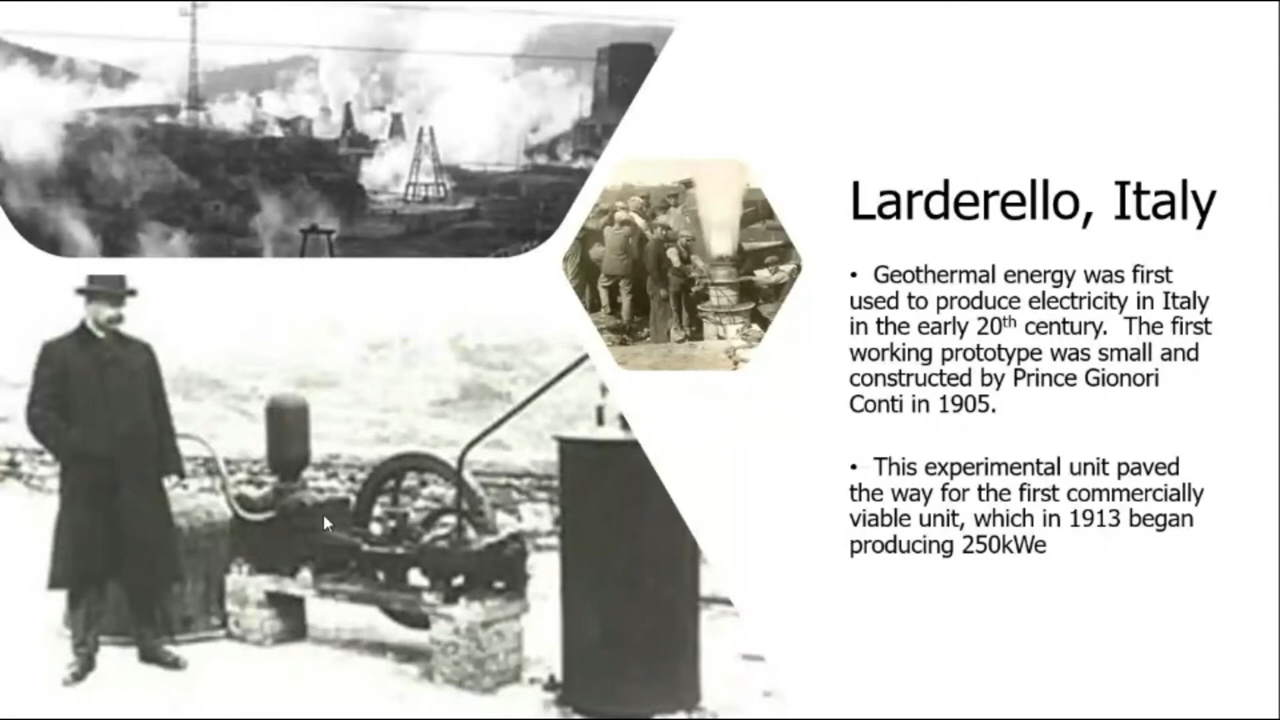 Larderello, Italy
• Geothermal energy was first
used to produce electricity in Italy
in the early 20th century. The first
working prototype was small and
constructed by Prince Gionori
Conti in 1905.
• This experimental unit paved
the way for the first commercially
viable unit, which in 1913 began
producing 250kWe